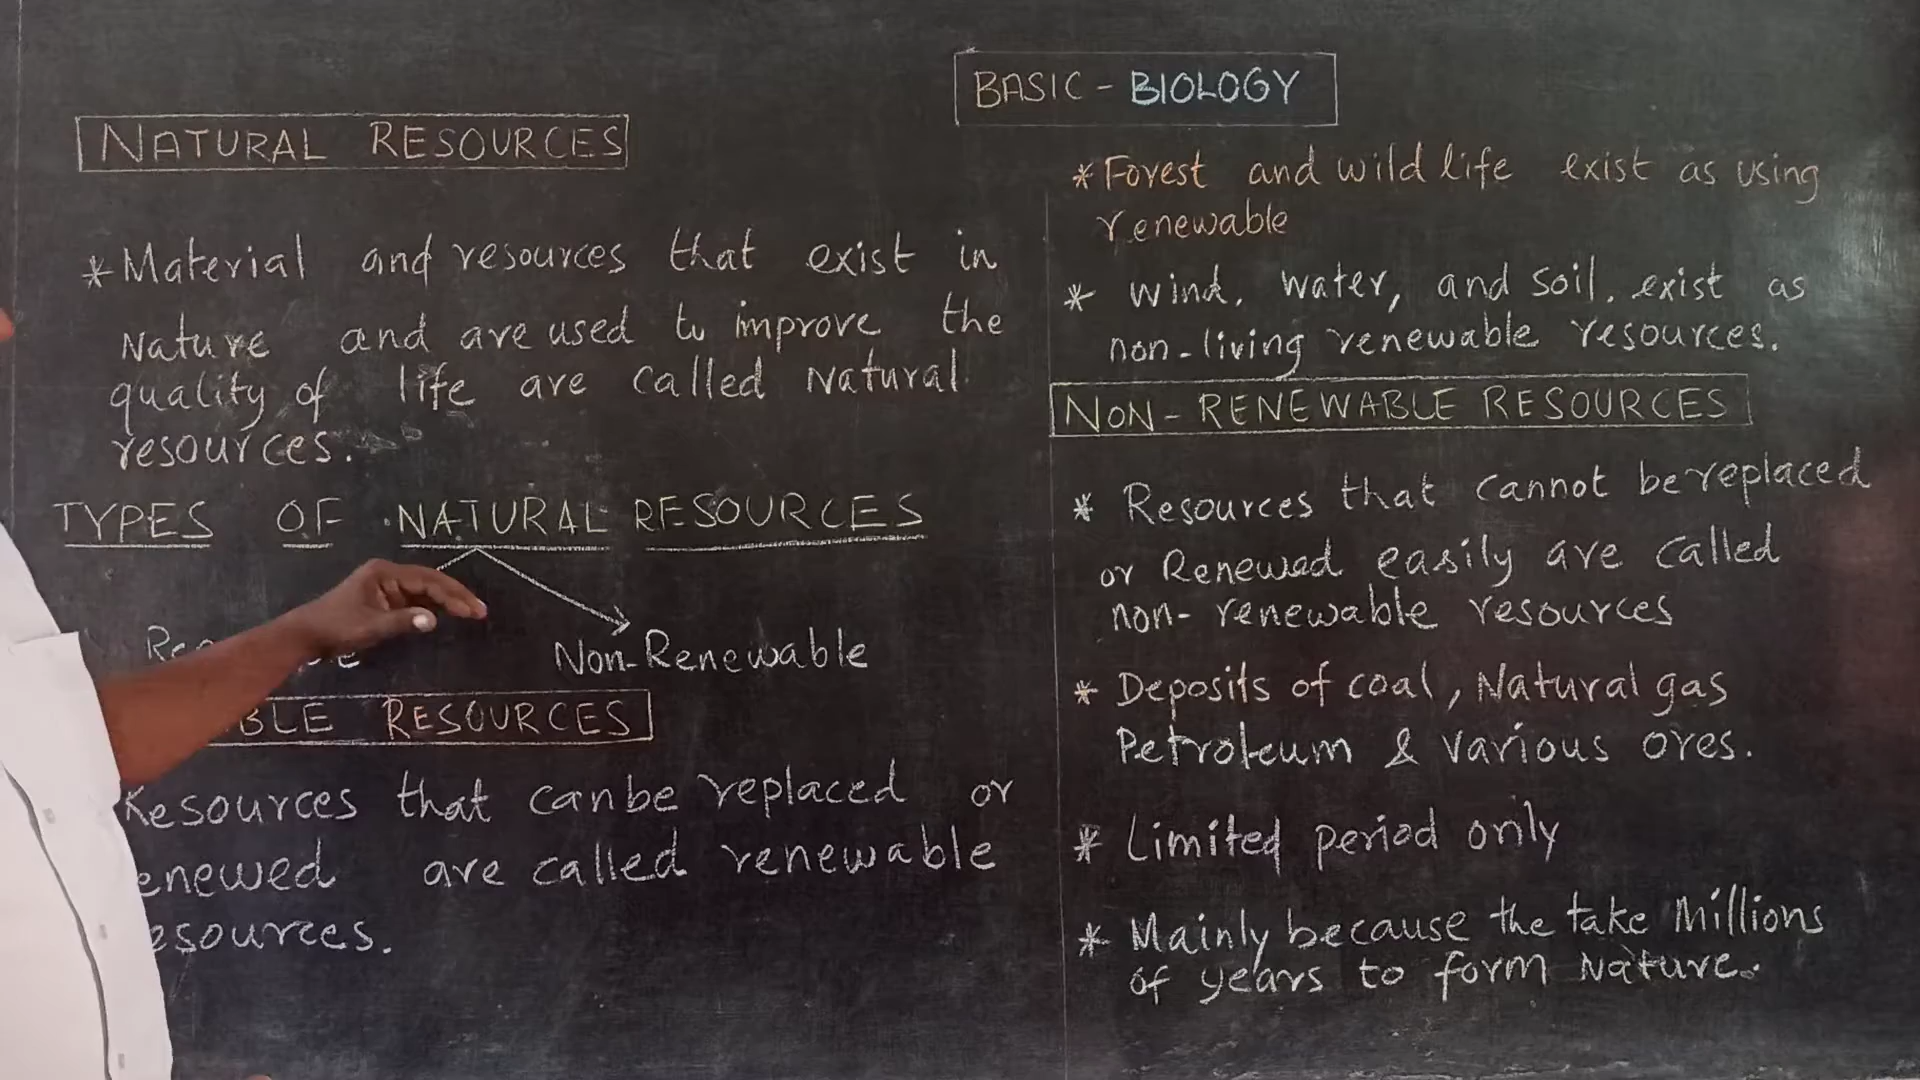 BASIC - BIOLOGY
NATURAL RESOURCES
* Material and resources that exist in
Nature and are used to improve the
quality of life are called Natural
resources.
TYPES OF NATURAL RESOURCES
Non-Renewable
RESOURCES
Resources that can be replaced or
enewed are called renewable
esources.
* Forest and wild life exist as using
renewable
* Wind, water, and soil, exist as
non-living renewable resources.
NON-RENEWABLE RESOURCES
* Resources that cannot be replaced
or Renewed easily are called
non-renewable resources
* Deposits of coal, Natural gas
Petroleum & various ores.
* Limited period only
* Mainly because the take Millions
of years to form Nature.